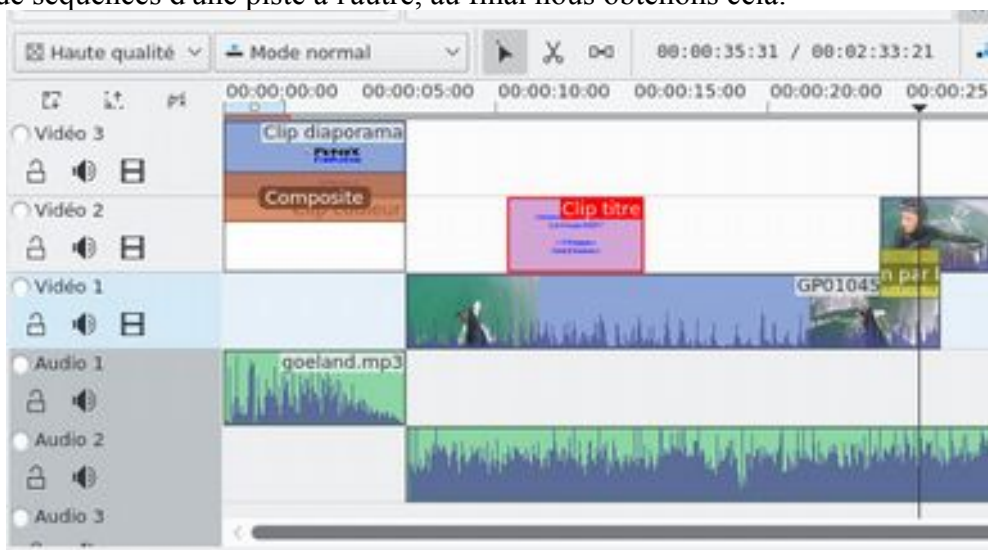 de séquences d'une piste à l'autre, au final nous obtenons cela:
Haute qualité Mode normal 00:00:35:31 / 00:02:33:21
00:00:00:00 00:00:05:00 00:00:10:00 00:00:15:00 00:00:20:00 00:00:25
Vidéo 3
Clip diaporama
Composite
Clip couleur
Vidéo 2
Clip titre
n par l
Vidéo 1
GP01045
Audio 1
goeland.mp3
Audio 2
Audio 3